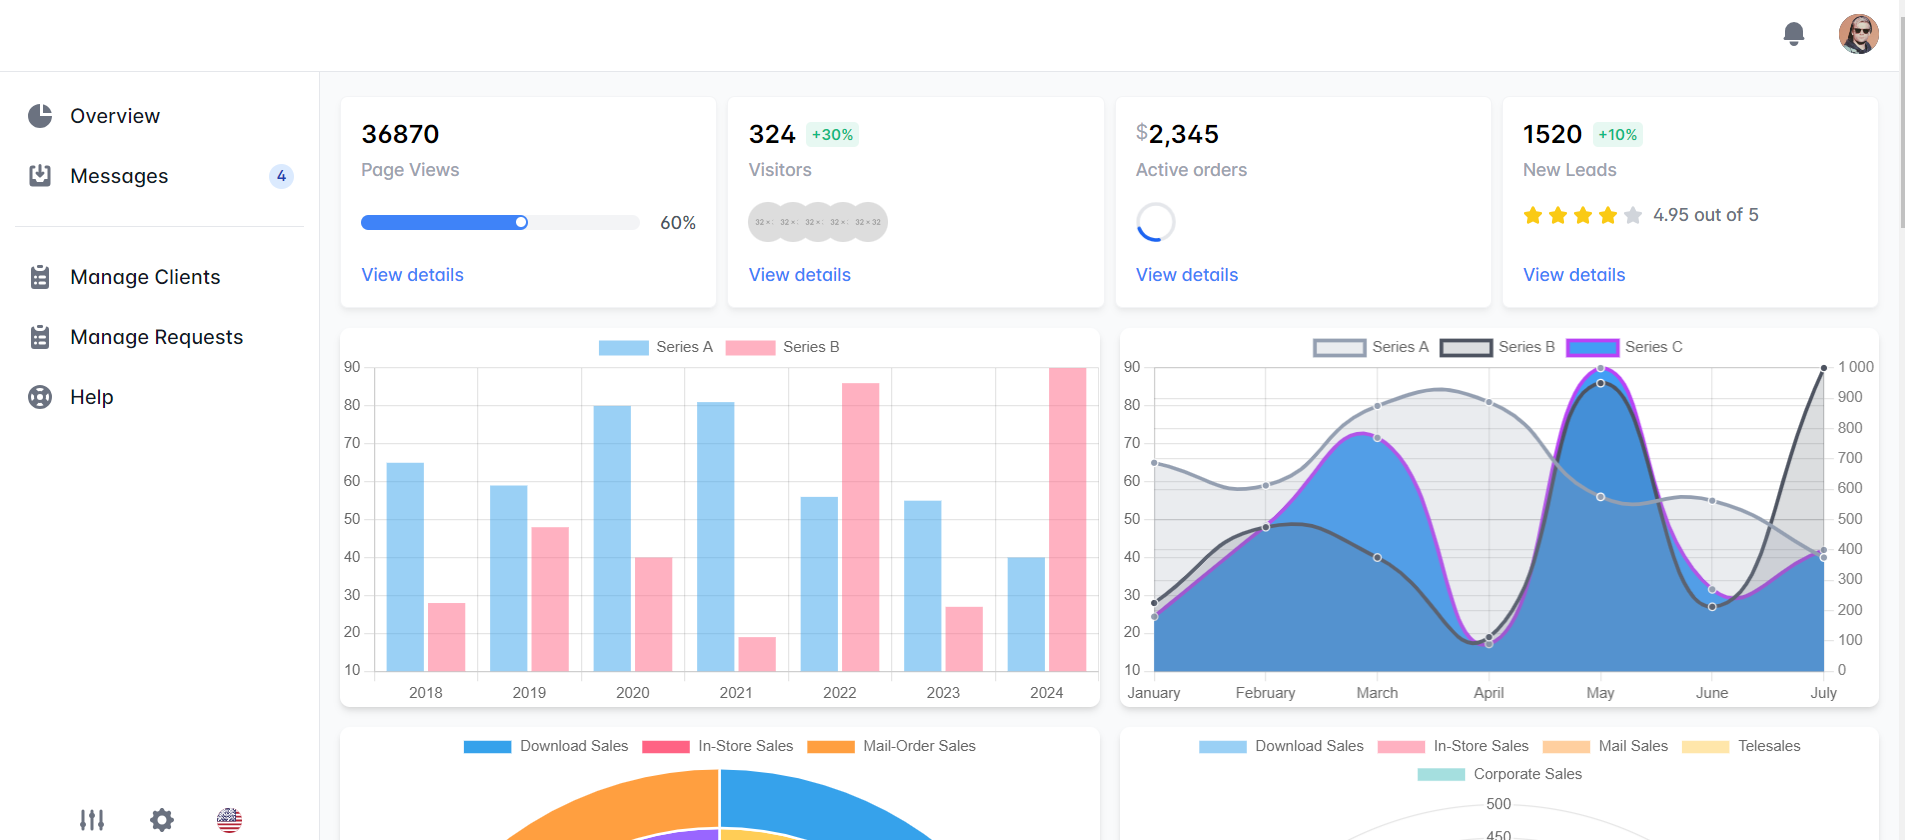 Overview
Messages
4
Manage Clients
Manage Requests
Help
36870
Page Views
60%
View details
324 +30%
Visitors
32 × 32 × 32 × 32 × 32 × 32
View details
$2,345
Active orders
View details
1520 +10%
New Leads
4.95 out of 5
View details
Series A Series B
90
80
70
60
50
40
30
20
10
2018 2019 2020 2021 2022 2023 2024
Series A Series B Series C
90
80
70
60
50
40
30
20
10
1 000
900
800
700
600
500
400
300
200
100
0
January February March April May June July
Download Sales In-Store Sales Mail-Order Sales
Download Sales In-Store Sales Mail Sales Telesales
Corporate Sales
500
450